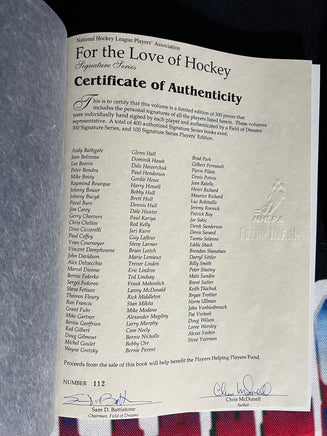 National Hockey League Players' Association
For the Love of Hockey
Signature Series
Certificate of Authenticity
This is to certify that this volume is a limited edition of 300 pieces that
includes the personal signatures of all the players listed herein. These volumes
were individually hand signed by each player and authenticated by a Field of Dreams
representative. A total of 400 authorized Signature Series books exist:
300 Signature Series, and 100 Signature Series Players' Edition.
Andy Bathgate
Jean Beliveau
Leo Boivin
Peter Bondra
Mike Bossy
Raymond Bourque
Johnny Bower
Johnny Bucyk
Pavel Bure
Jim Carey
Gerry Cheevers
Chris Chelios
Dino Ciccarelli
Paul Coffey
Yvan Cournoyer
Vincent Damphousse
John Davidson
Alex Delvecchio
Marcel Dionne
Bernie Federko
Sergei Fedorov
Slava Fetisov
Theoren Fleury
Ron Francis
Grant Fuhr
Mike Gartner
Bernie Geoffrion
Rod Gilbert
Doug Gilmour
Michel Goulet
Wayne Gretzky
Glenn Hall
Dominik Hasek
Dale Hawerchuk
Paul Henderson
Gordie Howe
Harry Howell
Bobby Hull
Brett Hull
Dennis Hull
Dale Hunter
Paul Kariya
Red Kelly
Jari Kurri
Guy Lafleur
Steve Larmer
Brian Leetch
Mario Lemieux
Trevor Linden
Eric Lindros
Ted Lindsay
Frank Mahovlich
Lanny McDonald
Rick Middleton
Stan Mikita
Mike Modano
Alexander Mogilny
Larry Murphy
Cam Neely
Bernie Nicholls
Bobby Orr
Bernie Parent
Brad Park
Gilbert Perreault
Pierre Pilote
Denis Potvin
Jean Ratelle
Henri Richard
Maurice Richard
Luc Robitaille
Jeremy Roenick
Patrick Roy
Joe Sakic
Derek Sanderson
Denis Savard
Teemu Selanne
Eddie Shack
Brendan Shanahan
Darryl Sittler
Billy Smith
Peter Stastny
Mats Sundin
Brent Sutter
Keith Tkachuk
Bryan Trottier
Norm Ullman
John Vanbiesbrouck
Pat Verbeek
Doug Wilson
Lorne Worsley
Alexei Yashin
Steve Yzerman
NHLPA
Field of Dreams
Proceeds from the sale of this book will benefit the Players Helping Players Fund.
NUMBER 112
Sam D. Battistone
Chairman, Field of Dreams
Chris McDonell
Chris McDonell
Author